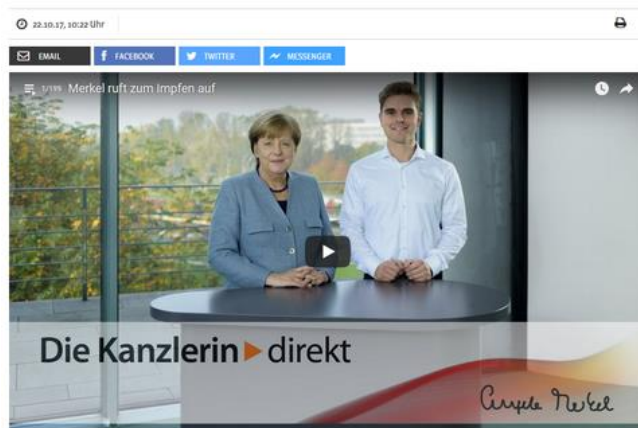 22.10.17, 10:22 Uhr
EMAIL FACEBOOK TWITTER MESSENGER
1/199 Merkel ruft zum Impfen auf
Die Kanzlerin direkt
Angela Merkel